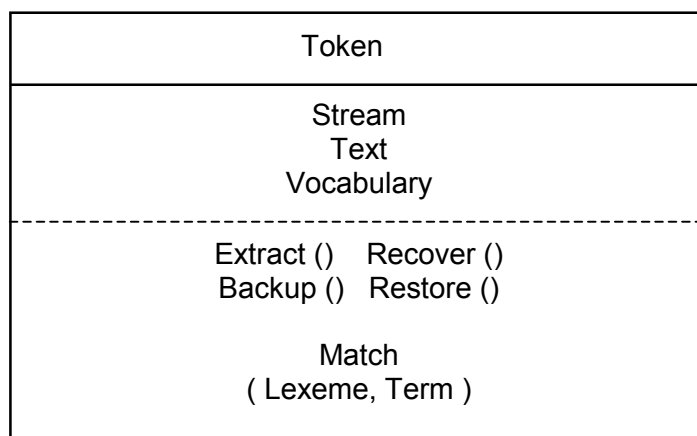 Token
Stream
Text
Vocabulary
Extract () Recover ()
Backup () Restore ()
Match
( Lexeme, Term )